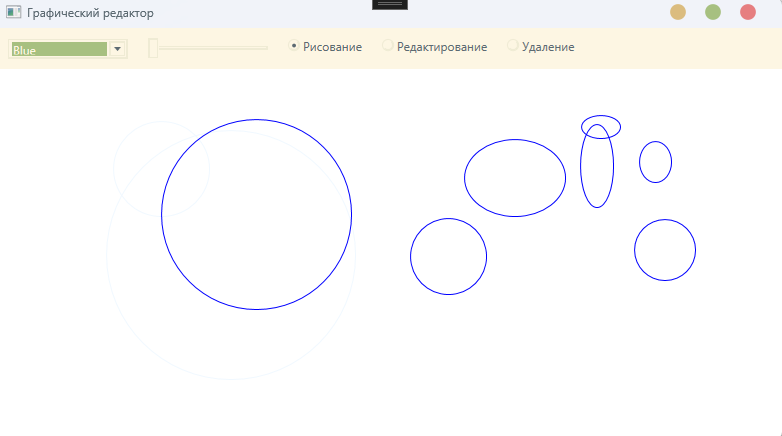 Графический редактор
Blue
Рисование
Редактирование
Удаление